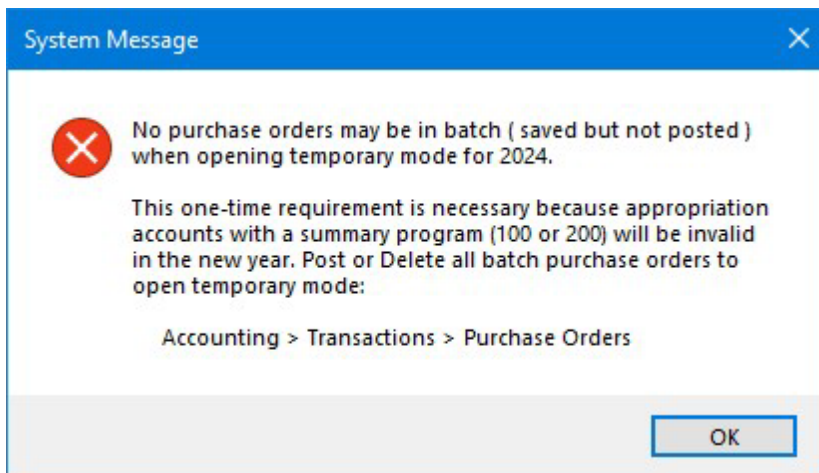 System Message
No purchase orders may be in batch ( saved but not posted )
when opening temporary mode for 2024.
This one-time requirement is necessary because appropriation
accounts with a summary program (100 or 200) will be invalid
in the new year. Post or Delete all batch purchase orders to
open temporary mode:
Accounting > Transactions > Purchase Orders
OK